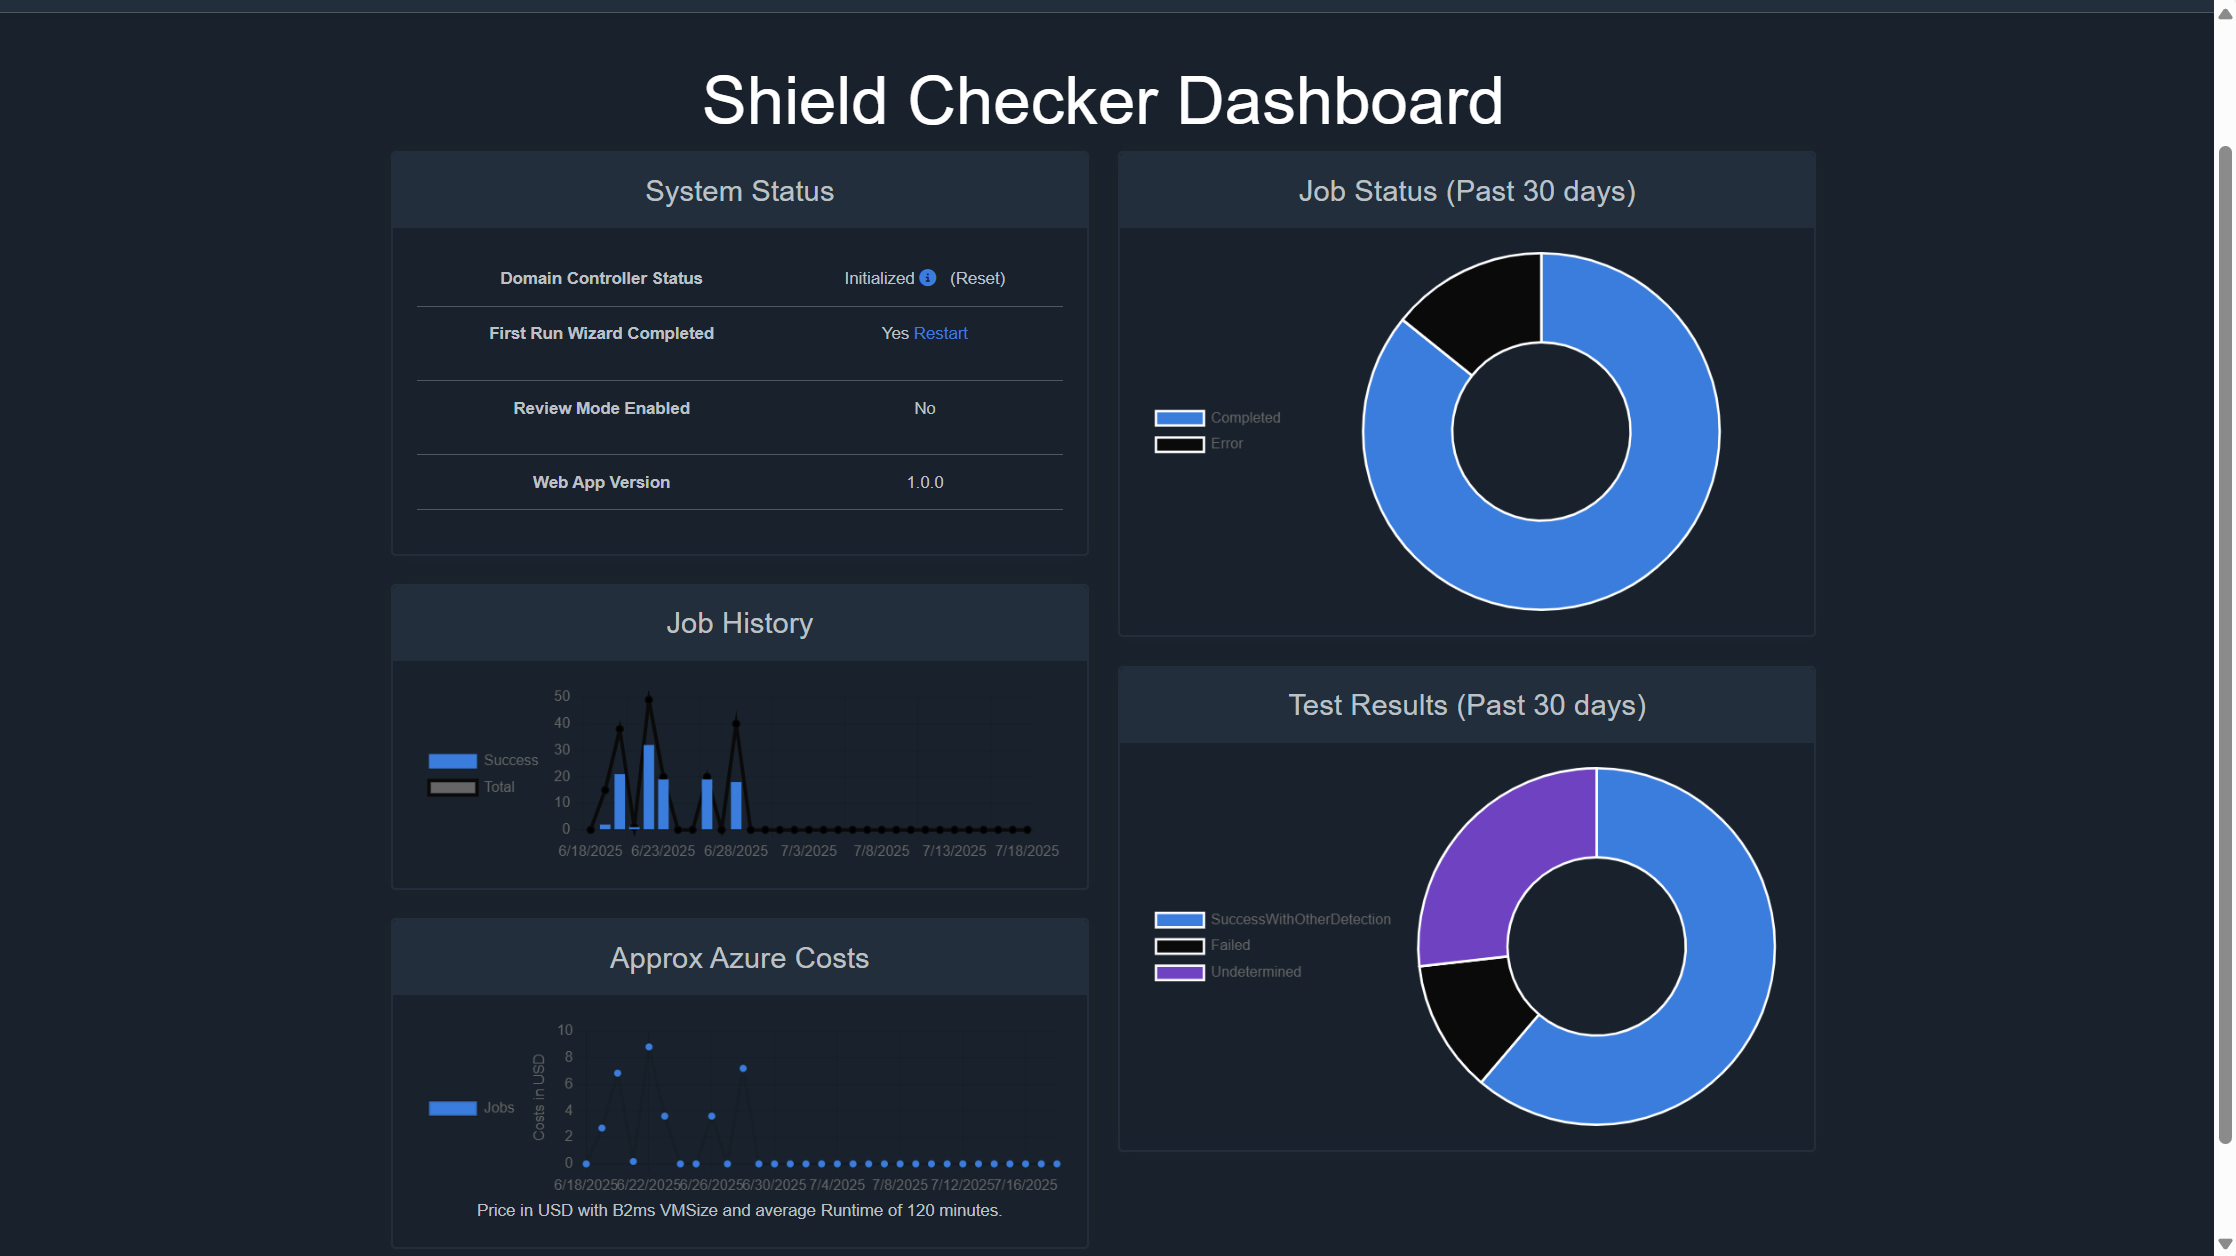 Shield Checker Dashboard
System Status
Domain Controller Status Initialized (Reset)
First Run Wizard Completed Yes Restart
Review Mode Enabled No
Web App Version 1.0.0
Job History
Success
Total
50
40
30
20
10
0
6/18/2025 6/23/2025 6/28/2025 7/3/2025 7/8/2025 7/13/2025 7/18/2025
Approx Azure Costs
Jobs
Costs in USD
10
8
6
4
2
0
6/18/2025 6/22/2025 6/26/2025 6/30/2025 7/4/2025 7/8/2025 7/12/2025 7/16/2025
Price in USD with B2ms VMSize and average Runtime of 120 minutes.
Job Status (Past 30 days)
Completed
Error
Test Results (Past 30 days)
SuccessWithOtherDetection
Failed
Undetermined